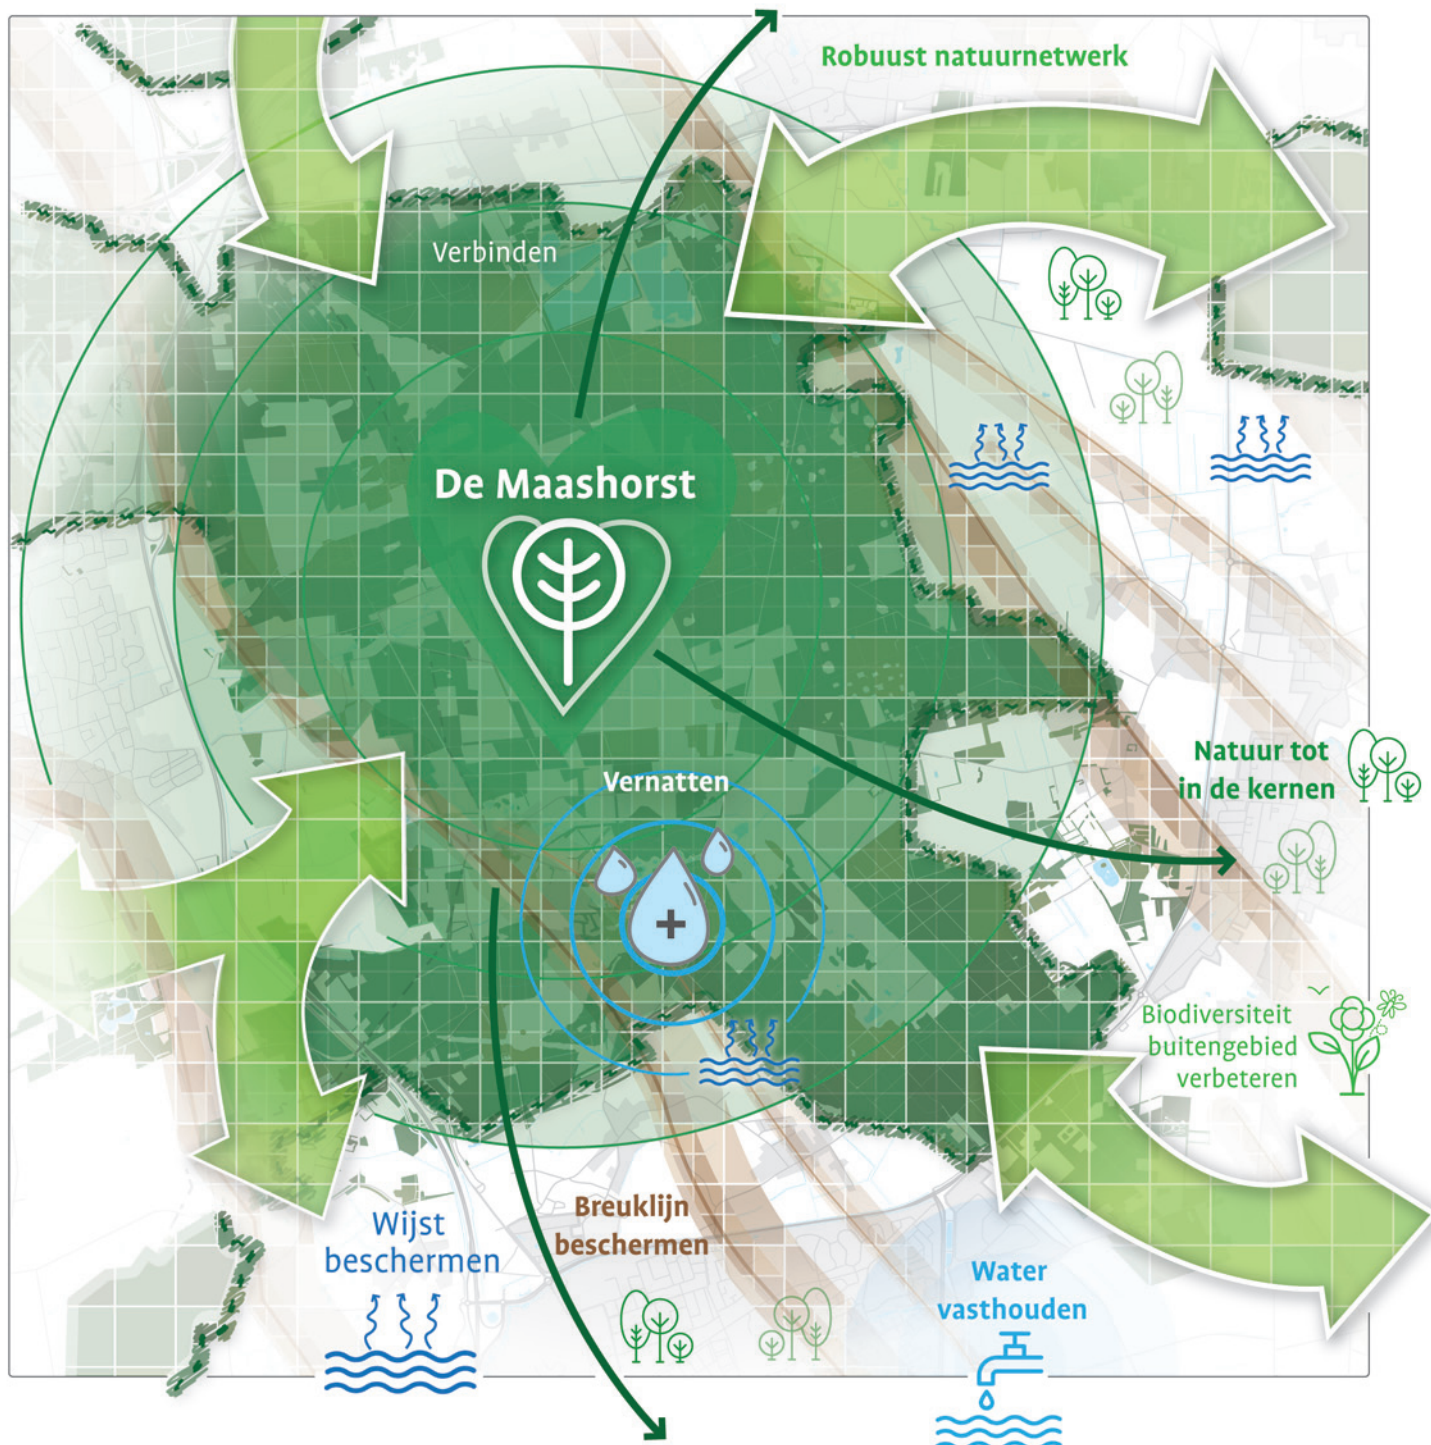 Robuust natuurnetwerk
Verbinden
De Maashorst
Natuur tot
in de kernen
Vernatten
Biodiversiteit
buitengebied
verbeteren
Wijst
beschermen
Breuklijn
beschermen
Water
vasthouden